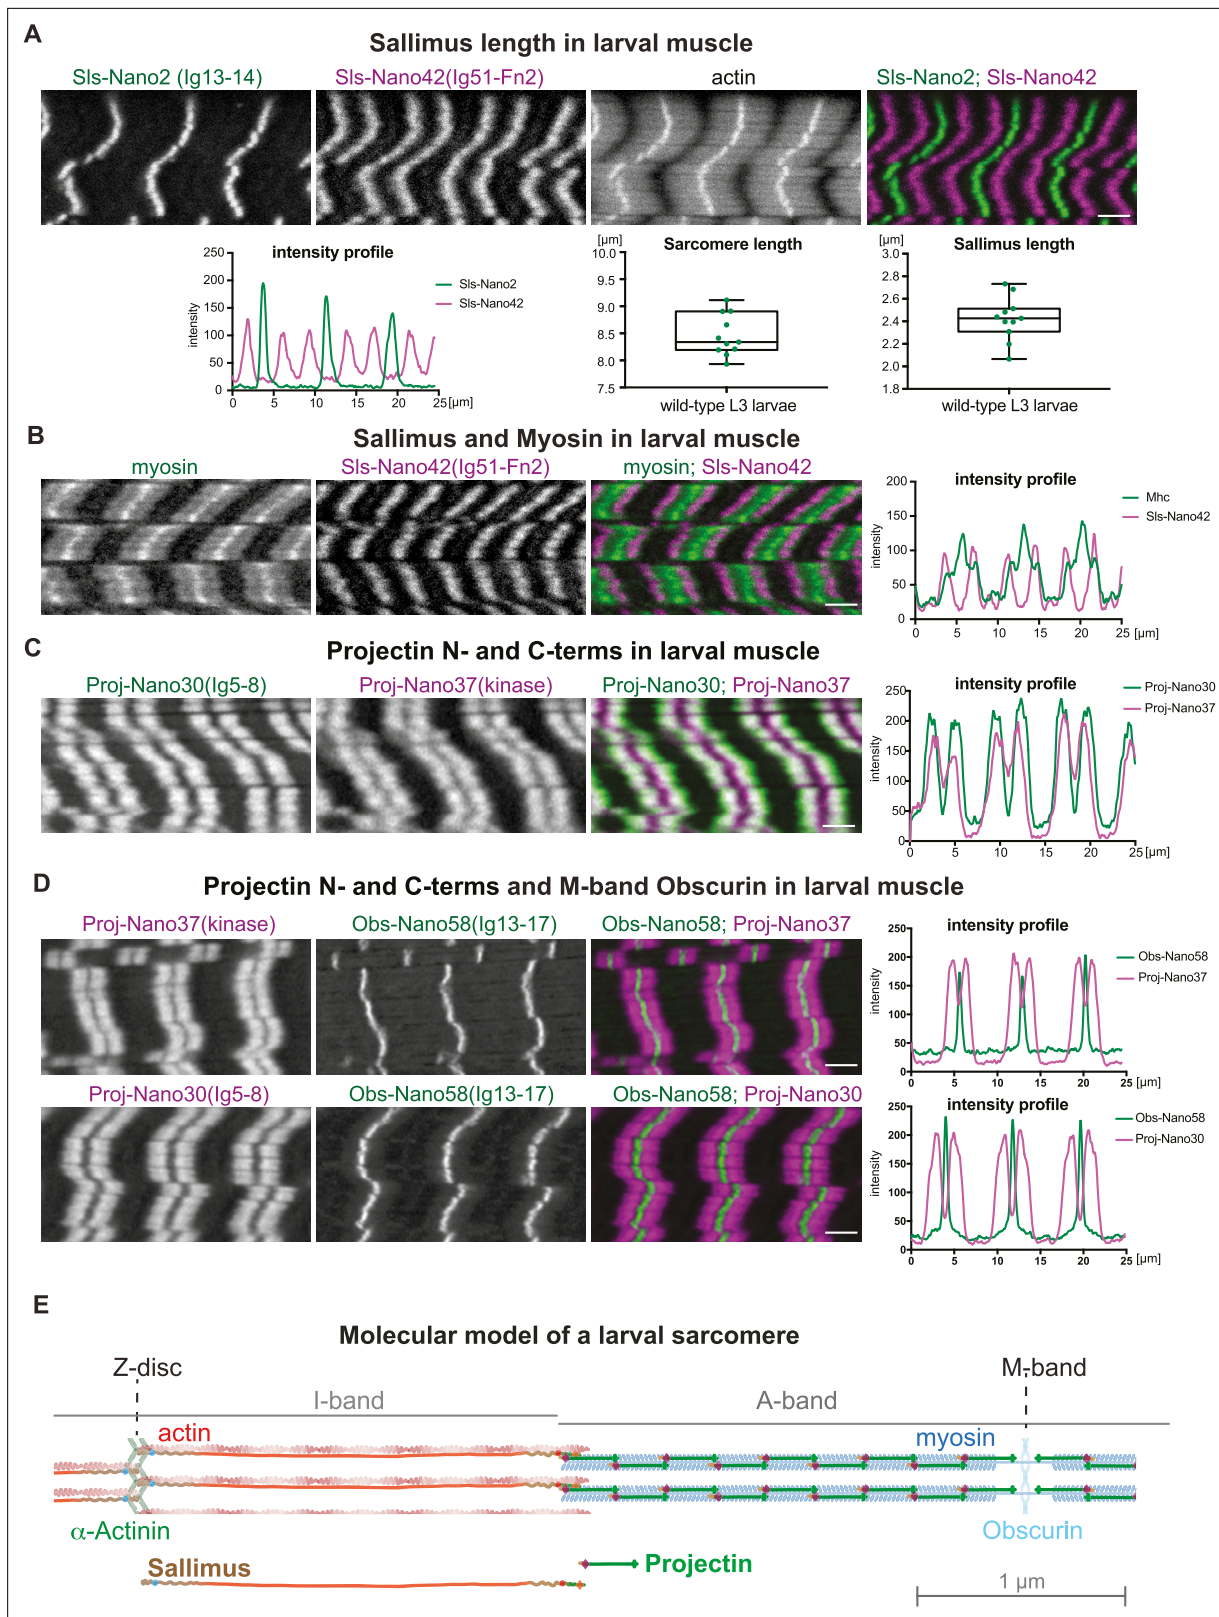 A
Sallimus length in larval muscle
Sls-Nano2 (Ig13-14)
Sls-Nano42(Ig51-Fn2)
actin
Sls-Nano2; Sls-Nano42
intensity profile
250
200
150
100
50
0
intensity
0 5 10 15 20 25 [µm]
Sls-Nano2
Sls-Nano42
[µm]
Sarcomere length
10.0
9.5
9.0
8.5
8.0
7.5
wild-type L3 larvae
[µm]
Sallimus length
3.0
2.8
2.6
2.4
2.2
2.0
1.8
wild-type L3 larvae
B
Sallimus and Myosin in larval muscle
myosin
Sls-Nano42(Ig51-Fn2)
myosin; Sls-Nano42
intensity profile
Mhc
Sls-Nano42
200
150
100
50
0
intensity
0 5 10 15 20 25 [µm]
C
Projectin N- and C-terms in larval muscle
Proj-Nano30(Ig5-8)
Proj-Nano37(kinase)
Proj-Nano30; Proj-Nano37
intensity profile
Proj-Nano30
Proj-Nano37
250
200
150
100
50
0
intensity
0 5 10 15 20 25 [µm]
D
Projectin N- and C-terms and M-band Obscurin in larval muscle
Proj-Nano37(kinase)
Obs-Nano58(Ig13-17)
Obs-Nano58; Proj-Nano37
intensity profile
Obs-Nano58
Proj-Nano37
250
200
150
100
50
0
intensity
0 5 10 15 20 25 [µm]
Proj-Nano30(Ig5-8)
Obs-Nano58(Ig13-17)
Obs-Nano58; Proj-Nano30
intensity profile
Obs-Nano58
Proj-Nano30
250
200
150
100
50
0
intensity
0 5 10 15 20 25 [µm]
E
Molecular model of a larval sarcomere
Z-disc
M-band
I-band
A-band
actin
myosin
α-Actinin
Obscurin
Sallimus
Projectin
1 µm